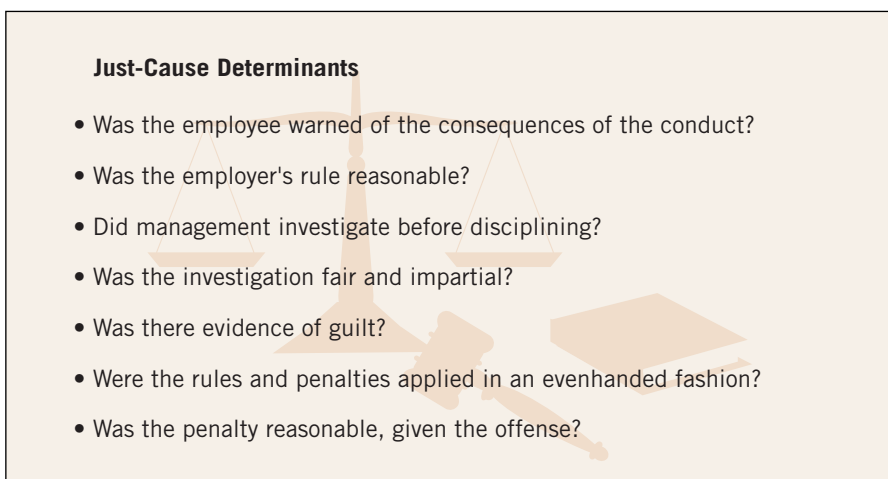 Just-Cause Determinants
• Was the employee warned of the consequences of the conduct?
• Was the employer's rule reasonable?
• Did management investigate before disciplining?
• Was the investigation fair and impartial?
• Was there evidence of guilt?
• Were the rules and penalties applied in an evenhanded fashion?
• Was the penalty reasonable, given the offense?